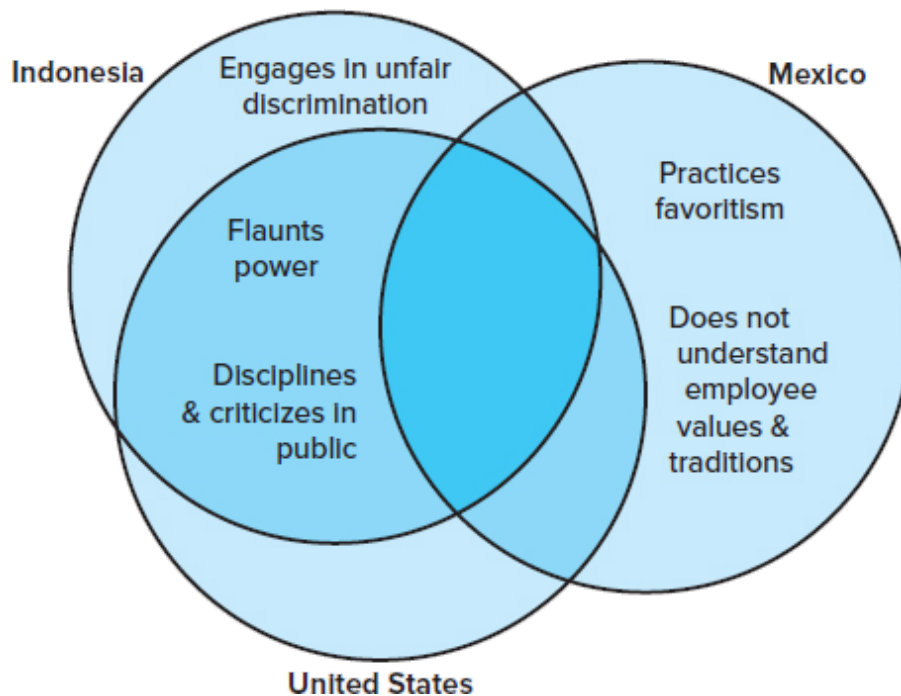 Indonesia
Engages in unfair
discrimination
Mexico
Practices
favoritism
Flaunts
power
Does not
understand
employee
values &
traditions
Disciplines
& criticizes in
public
United States